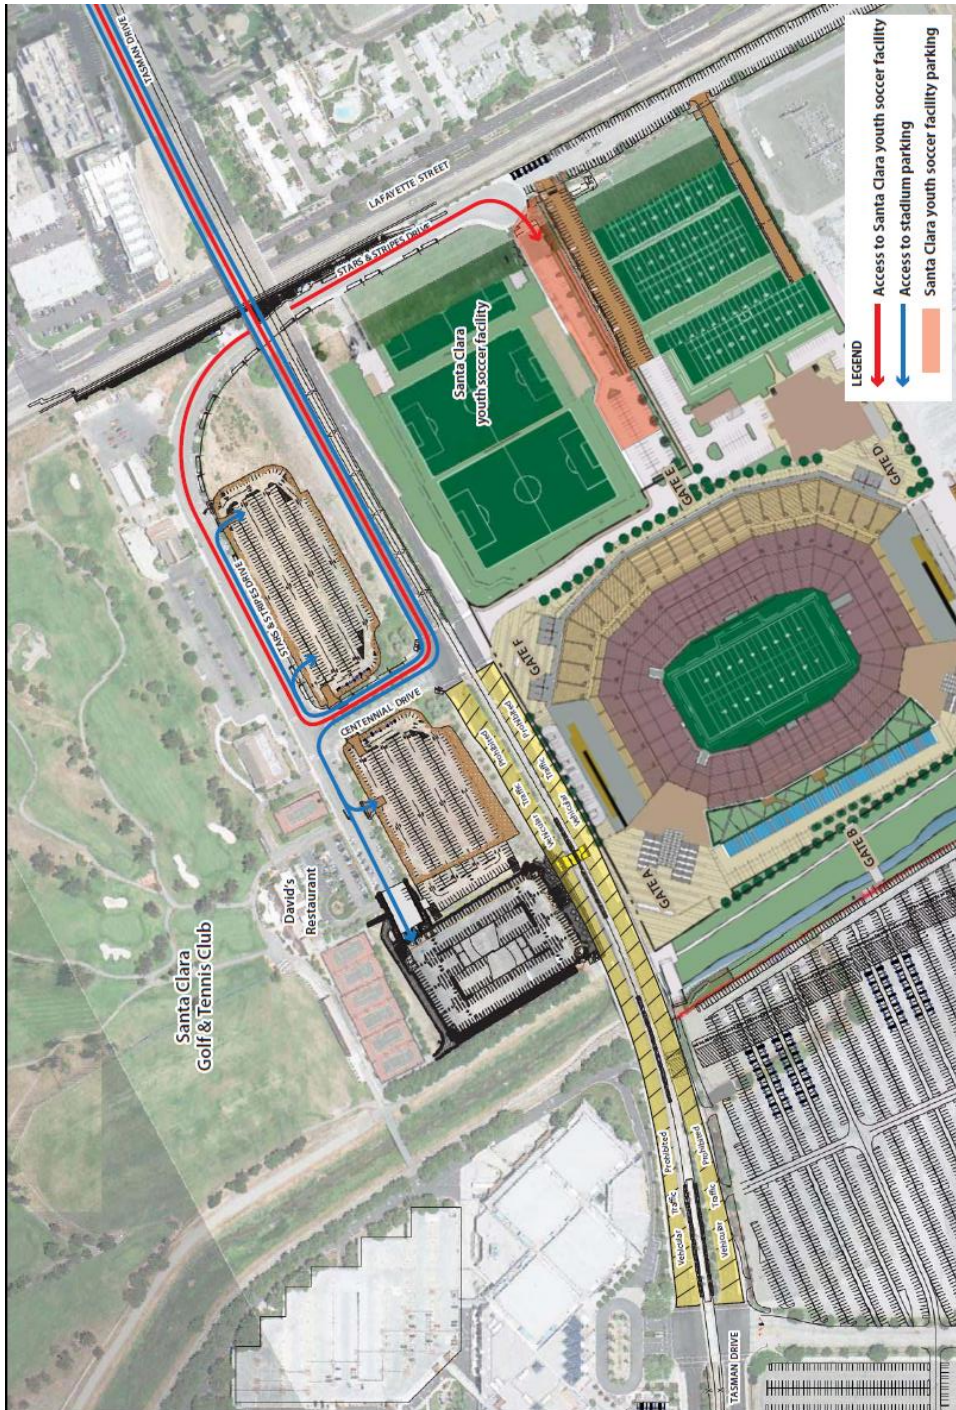 TASMAN DRIVE
LAFAYETTE STREET
STARS & STRIPES DRIVE
Santa Clara
youth soccer facility
LEGEND
Access to Santa Clara youth soccer facility
Access to stadium parking
Santa Clara youth soccer facility parking
STARS & STRIPES DRIVE
CENTENNIAL DRIVE
GATE E
GATE D
GATE F
Vehicular Traffic Prohibited
Vehicular Traffic Prohibited
GATE A
GATE B
David's
Restaurant
Santa Clara
Golf & Tennis Club
Vehicular Traffic Prohibited
Vehicular Traffic Prohibited
TASMAN DRIVE